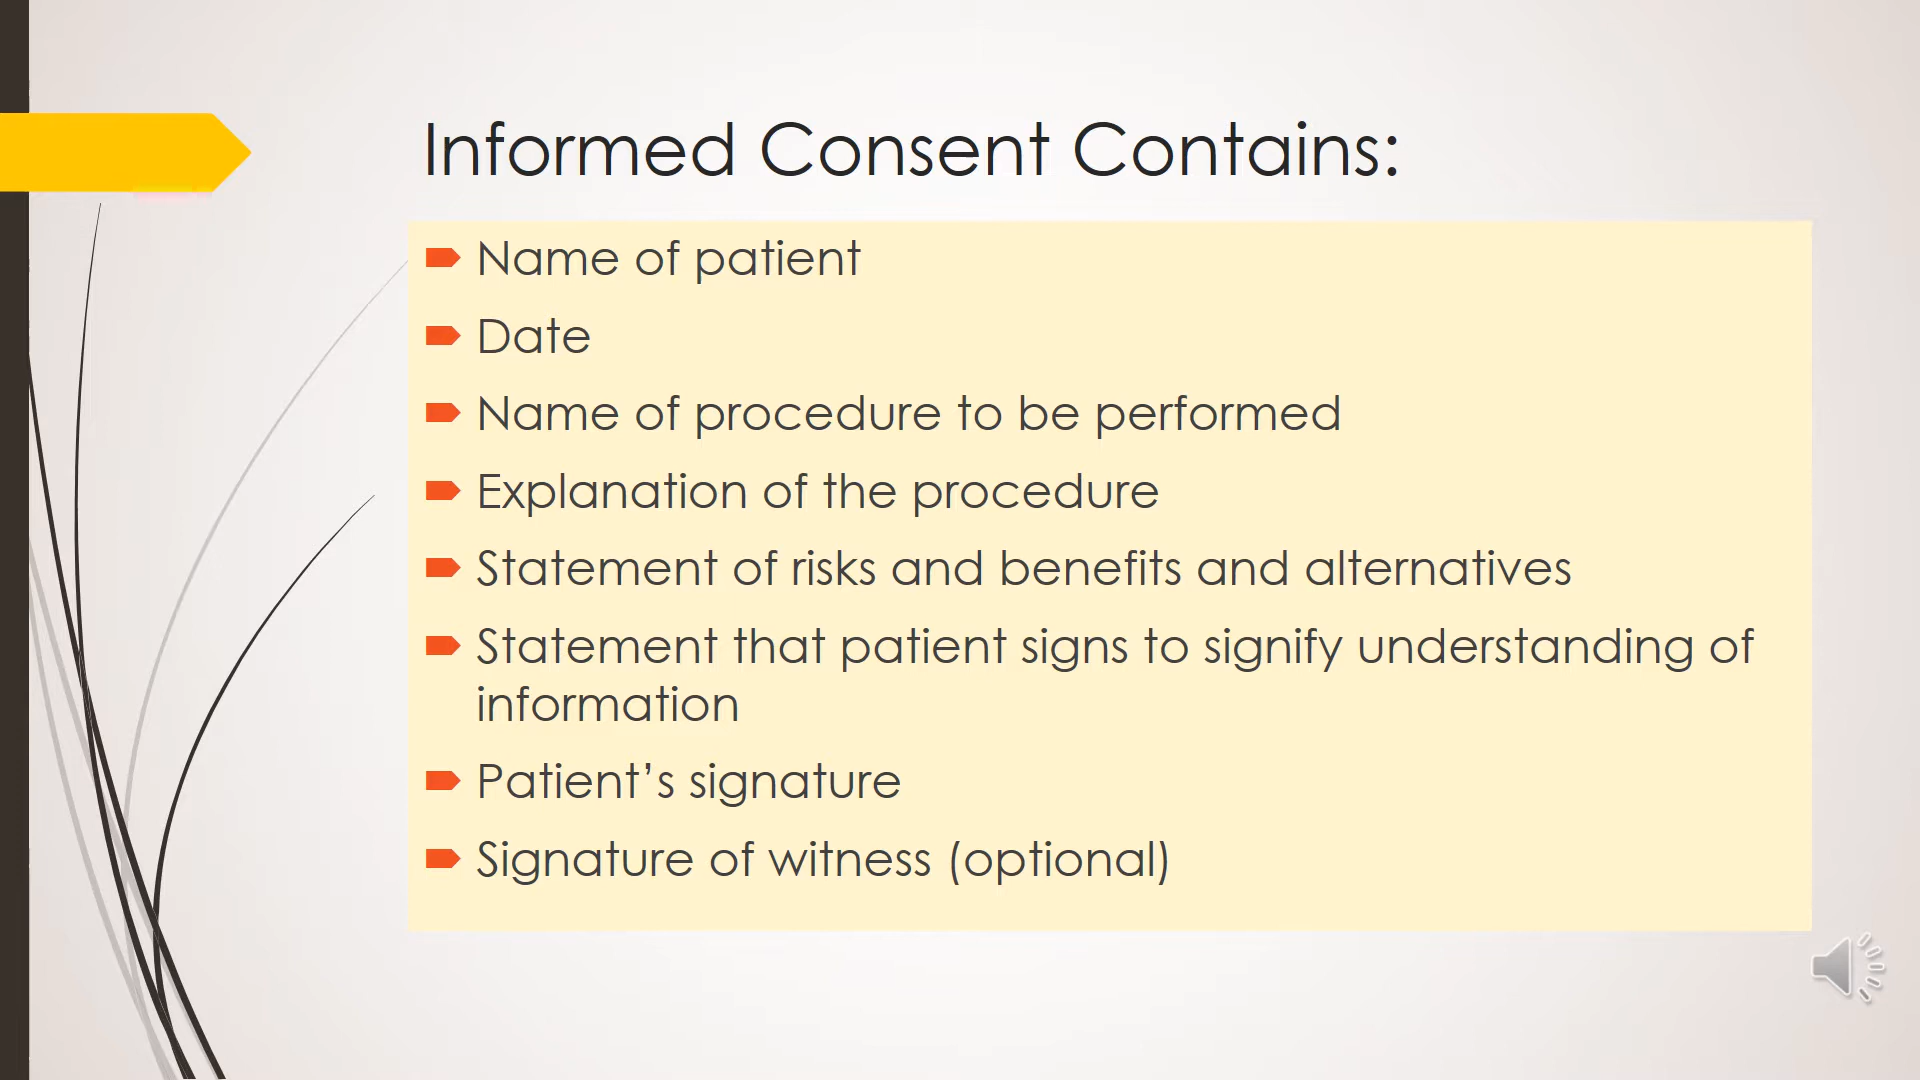 Informed Consent Contains:
Name of patient
Date
Name of procedure to be performed
Explanation of the procedure
Statement of risks and benefits and alternatives
Statement that patient signs to signify understanding of
information
Patient’s signature
Signature of witness (optional)